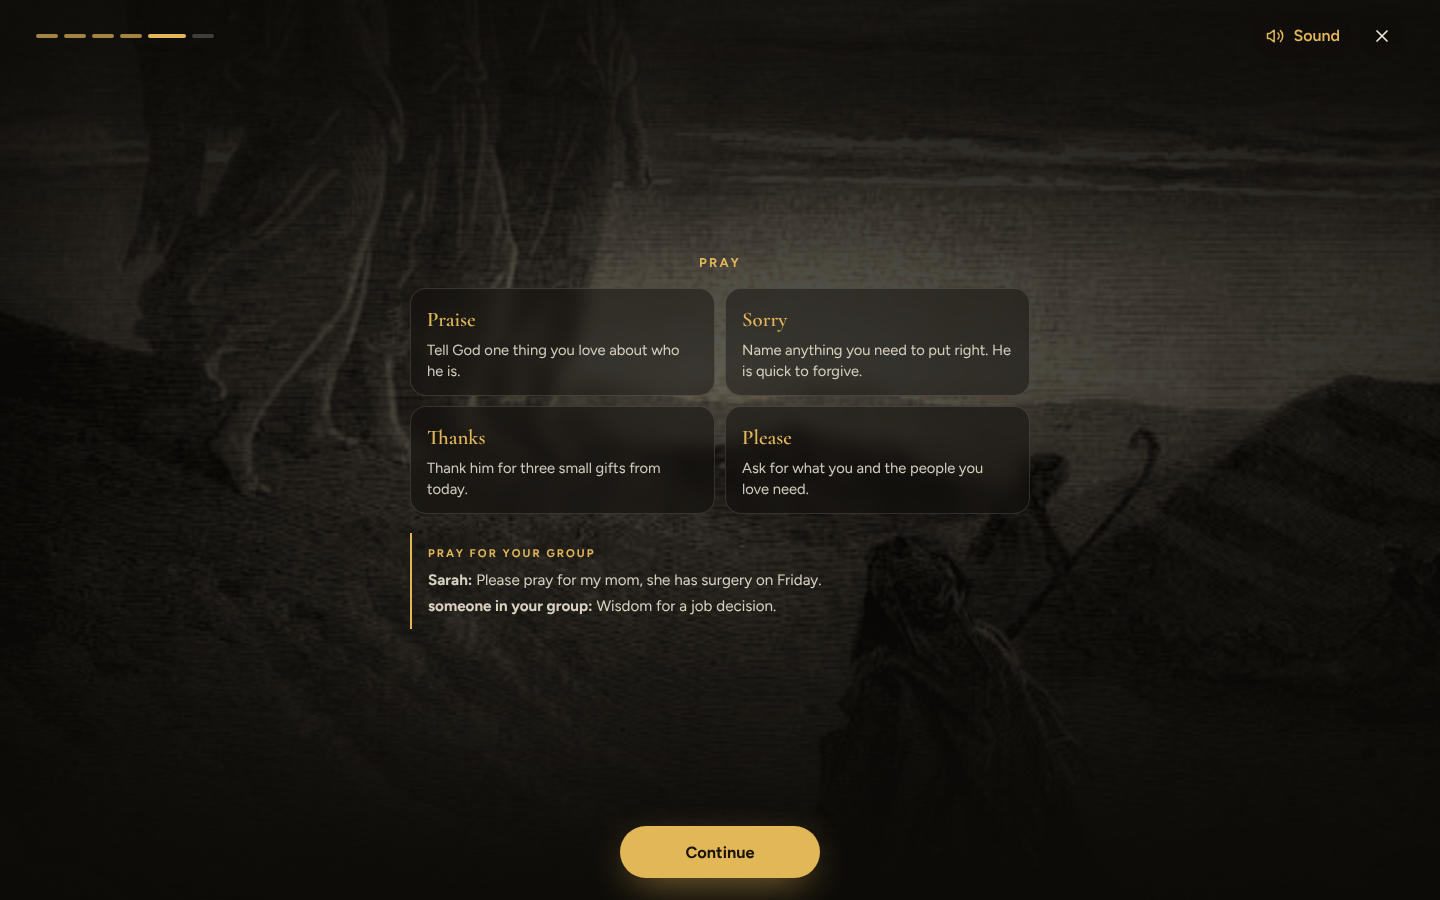 Sound
PRAY
Praise
Tell God one thing you love about who
he is.
Sorry
Name anything you need to put right. He
is quick to forgive.
Thanks
Thank him for three small gifts from
today.
Please
Ask for what you and the people you
love need.
PRAY FOR YOUR GROUP
Sarah: Please pray for my mom, she has surgery on Friday.
someone in your group: Wisdom for a job decision.
Continue